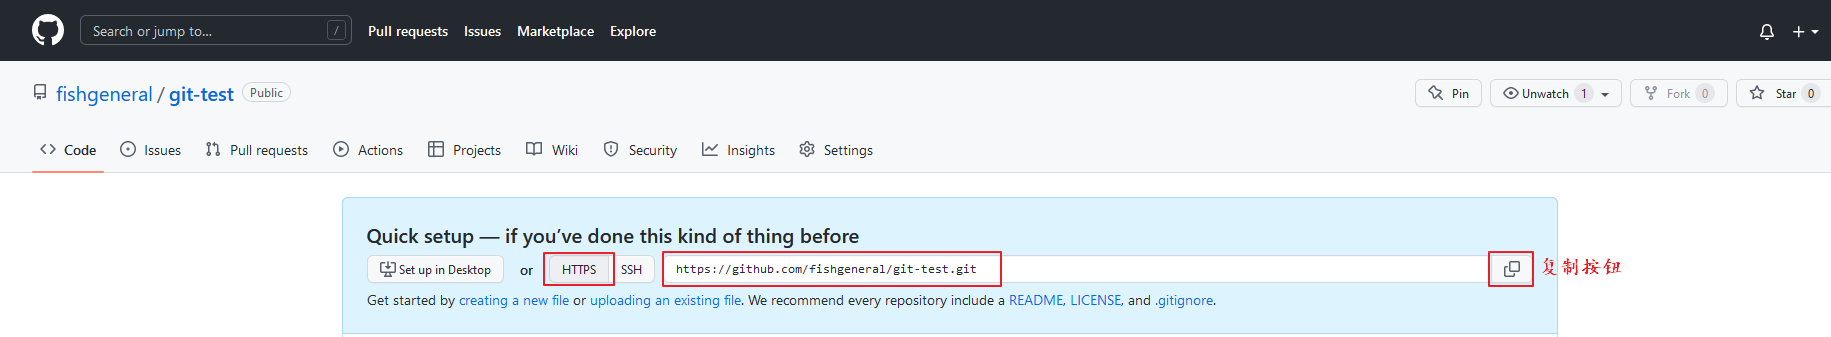 Search or jump to... / Pull requests Issues Marketplace Explore
fishgeneral / git-test Public Pin Unwatch 1 Fork 0 Star 0
Code Issues Pull requests Actions Projects Wiki Security Insights Settings
Quick setup — if you've done this kind of thing before
Set up in Desktop or HTTPS SSH https://github.com/fishgeneral/git-test.git 复制按钮
Get started by creating a new file or uploading an existing file. We recommend every repository include a README, LICENSE, and .gitignore.